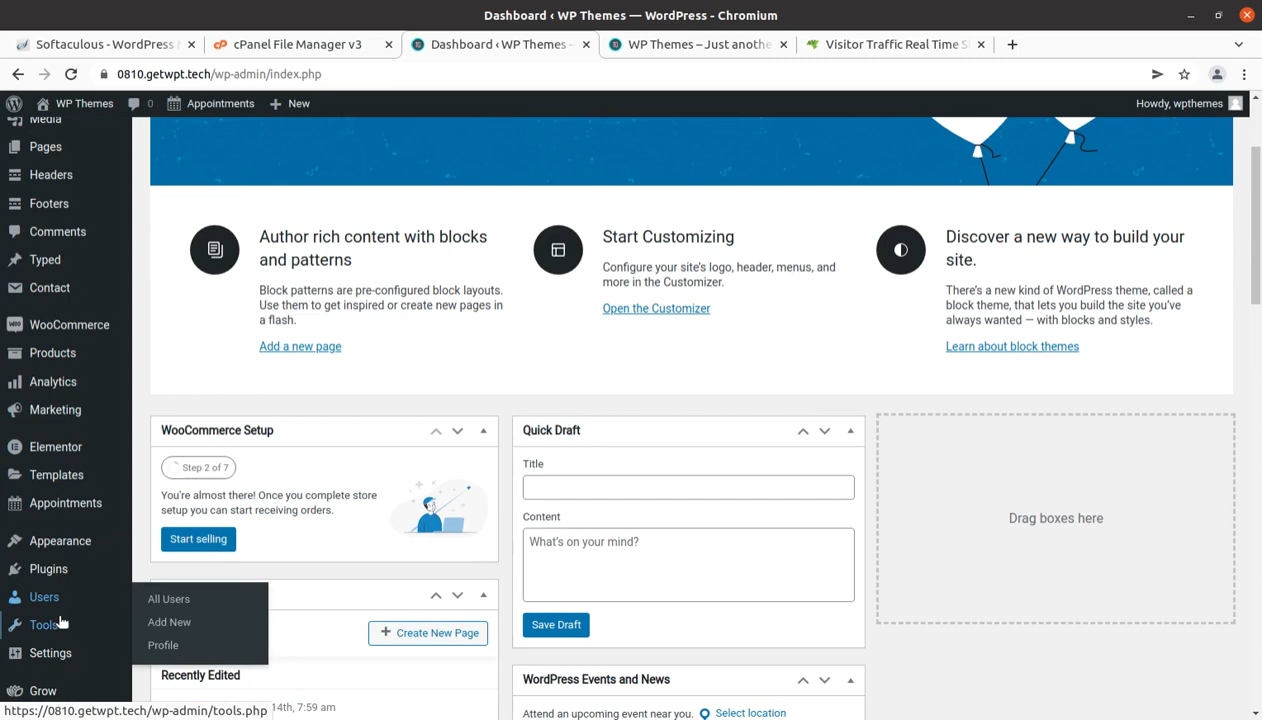 Dashboard ‹ WP Themes — WordPress - Chromium
Softaculous - WordPress
cPanel File Manager v3
Dashboard ‹ WP Themes –
WP Themes – Just anothe
Visitor Traffic Real Time S
0810.getwpt.tech/wp-admin/index.php
WP Themes
0
Appointments
New
Howdy, wpthemes
Media
Pages
Headers
Footers
Comments
Typed
Contact
WooCommerce
Products
Analytics
Marketing
Elementor
Templates
Appointments
Appearance
Plugins
Users
Tools
Settings
Grow
All Users
Add New
Profile
Author rich content with blocks
and patterns
Block patterns are pre-configured block layouts.
Use them to get inspired or create new pages in
a flash.
Add a new page
Start Customizing
Configure your site's logo, header, menus, and
more in the Customizer.
Open the Customizer
Discover a new way to build your
site.
There's a new kind of WordPress theme, called a
block theme, that lets you build the site you've
always wanted — with blocks and styles.
Learn about block themes
WooCommerce Setup
Step 2 of 7
You're almost there! Once you complete store
setup you can start receiving orders.
Start selling
Create New Page
Recently Edited
14th, 7:59 am
Quick Draft
Title
Content
What's on your mind?
Save Draft
WordPress Events and News
Attend an upcoming event near you.
Select location
Drag boxes here
https://0810.getwpt.tech/wp-admin/tools.php